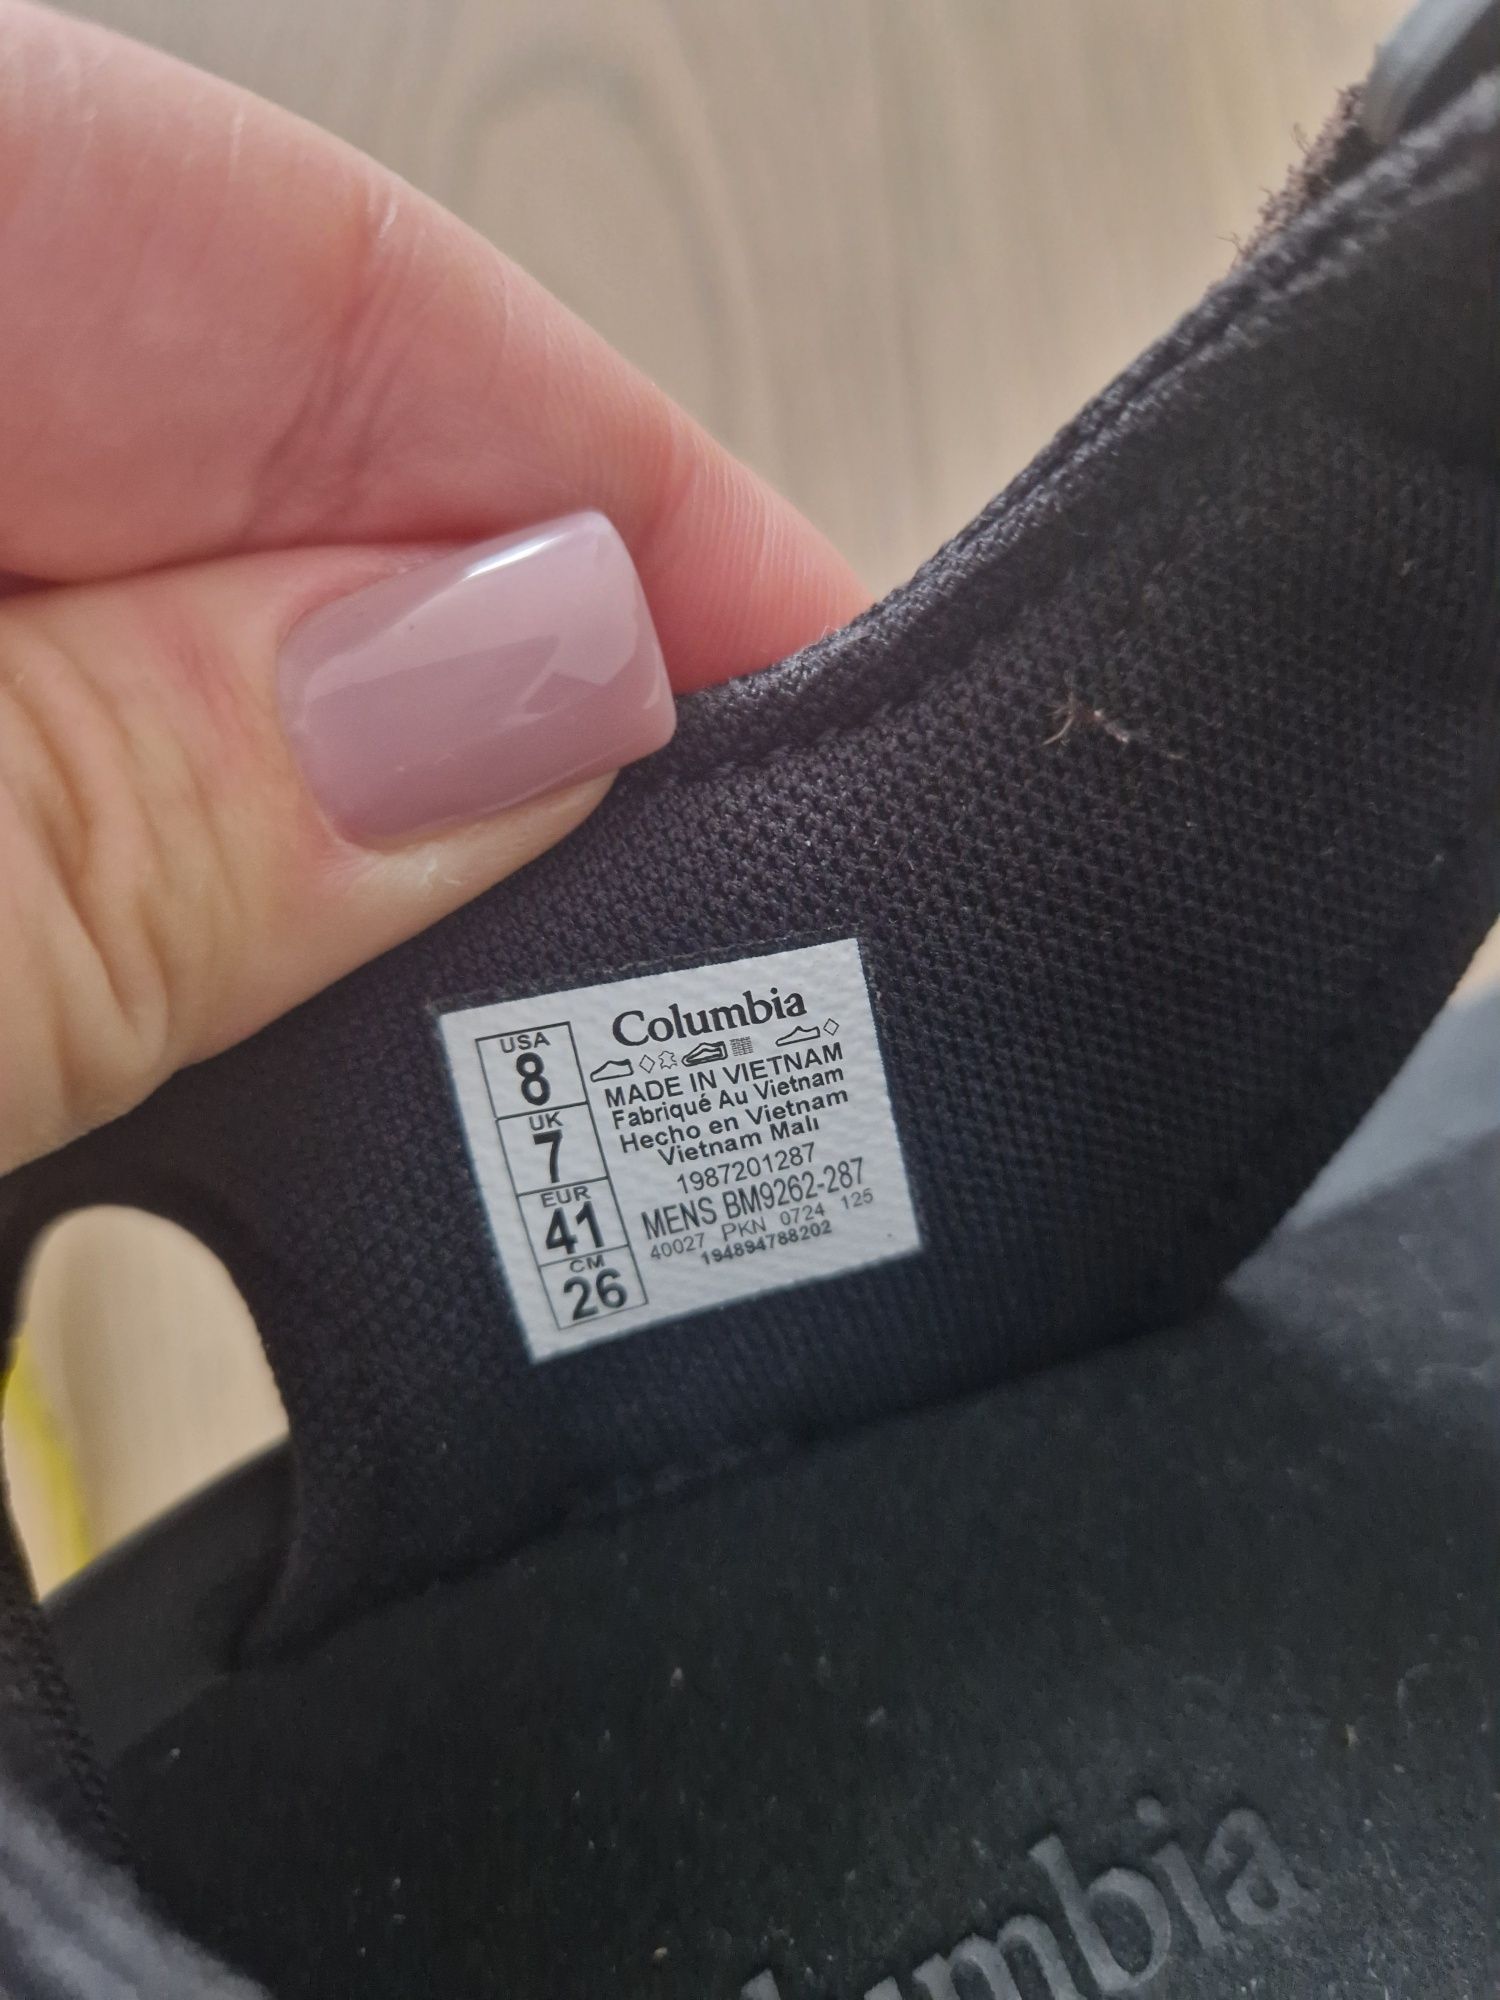 USA
8
UK
7
EUR
41
CM
26
Columbia
MADE IN VIETNAM
Fabriqué Au Vietnam
Hecho en Vietnam
Vietnam Malı
1987201287
MENS BM9262-287
40027 PKN 0724 125
194894788202
umbia